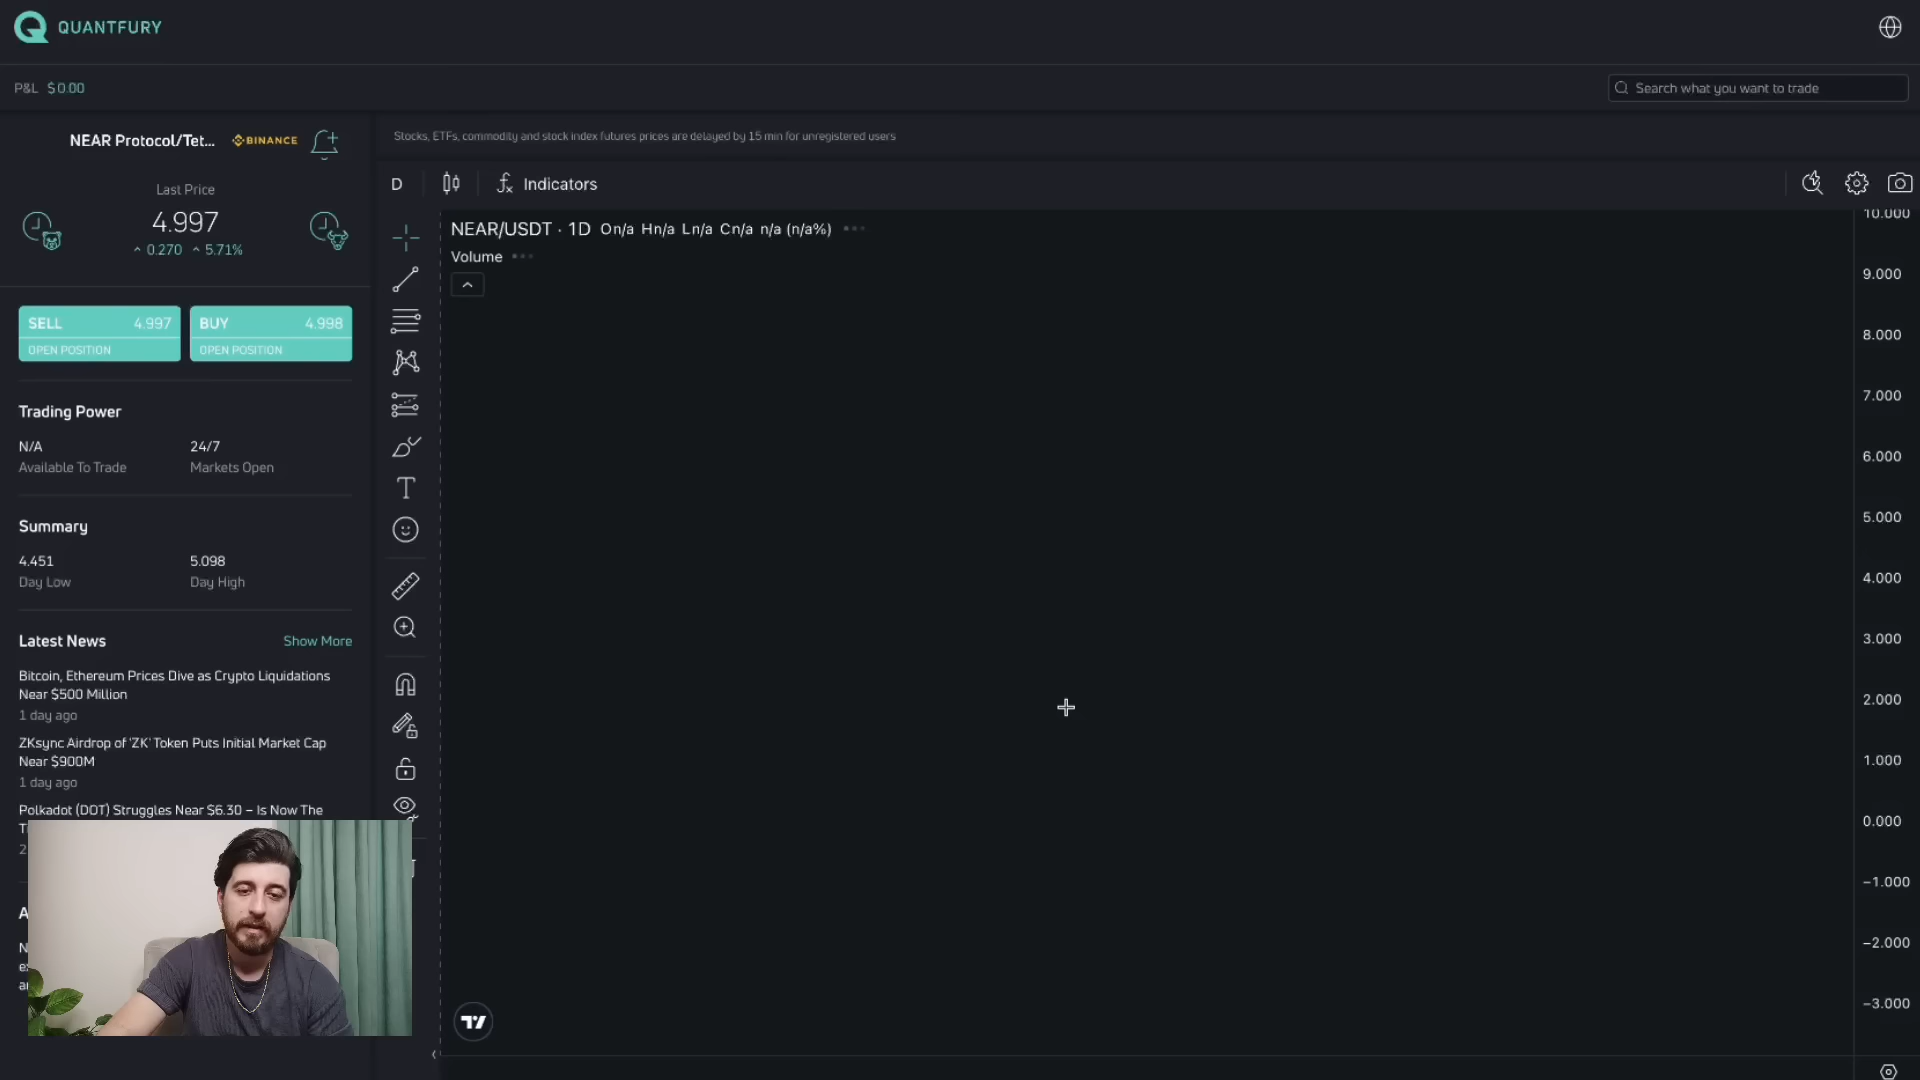 QUANTFURY
P&L $0.00
Search what you want to trade
NEAR Protocol/Tet... BINANCE
Stocks, ETFs, commodity and stock index futures prices are delayed by 15 min for unregistered users
Last Price
4.997
0.270 5.71%
D Indicators
NEAR/USDT · 1D On/a Hn/a Ln/a Cn/a n/a (n/a%)
Volume
SELL 4.997
OPEN POSITION
BUY 4.998
OPEN POSITION
Trading Power
N/A
Available To Trade
24/7
Markets Open
Summary
4.451
Day Low
5.098
Day High
Latest News Show More
Bitcoin, Ethereum Prices Dive as Crypto Liquidations
Near $500 Million
1 day ago
ZKsync Airdrop of 'ZK' Token Puts Initial Market Cap
Near $900M
1 day ago
Polkadot (DOT) Struggles Near $6.30 – Is Now The
10.000
9.000
8.000
7.000
6.000
5.000
4.000
3.000
2.000
1.000
0.000
−1.000
−2.000
−3.000